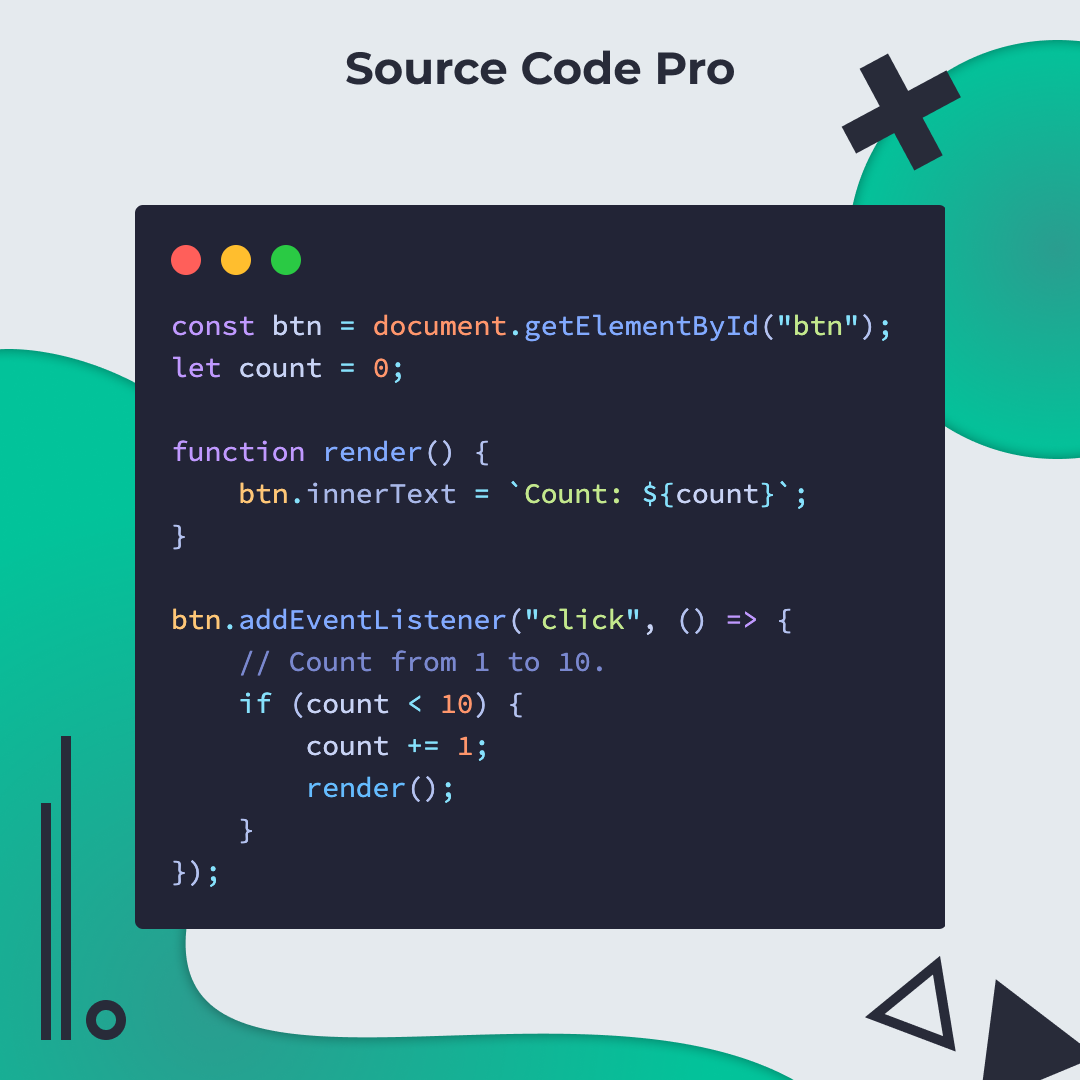 Source Code Pro
const btn = document.getElementById("btn");
let count = 0;

function render() {
    btn.innerText = `Count: ${count}`;
}

btn.addEventListener("click", () => {
    // Count from 1 to 10.
    if (count < 10) {
        count += 1;
        render();
    }
});